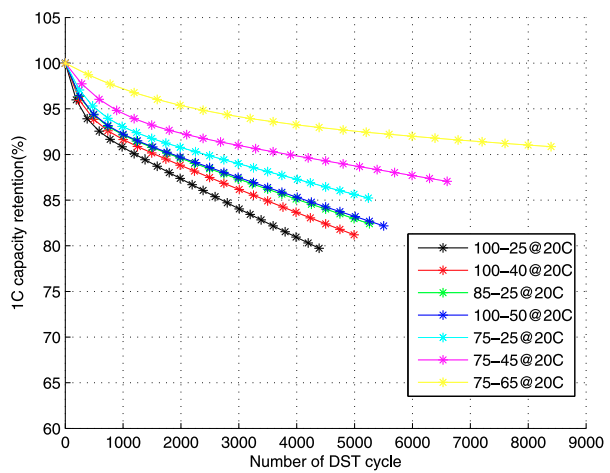 105
100
95
90
85
80
75
70
65
60
1C capacity retention(%)
0 1000 2000 3000 4000 5000 6000 7000 8000 9000
Number of DST cycle
100−25@20C
100−40@20C
85−25@20C
100−50@20C
75−25@20C
75−45@20C
75−65@20C